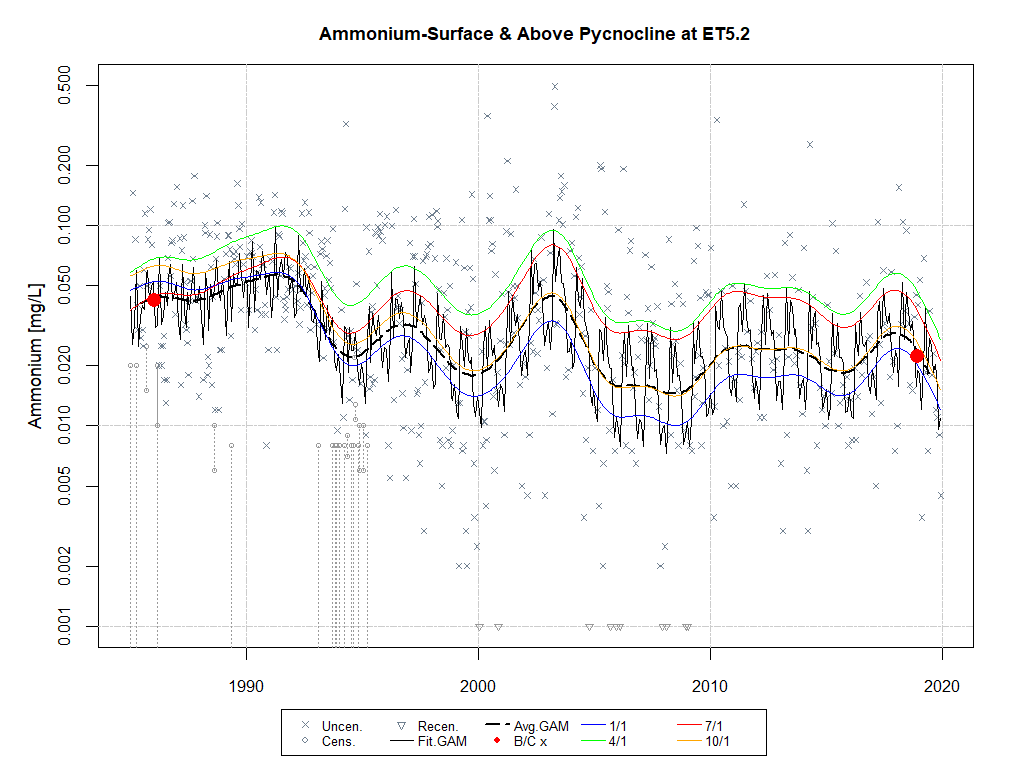 Ammonium-Surface & Above Pycnocline at ET5.2
Ammonium [mg/L]
0.500
0.200
0.100
0.050
0.020
0.010
0.005
0.002
0.001
1990 2000 2010 2020
Uncen. Recen. Avg.GAM 1/1 7/1
Cens. Fit.GAM B/C x 4/1 10/1